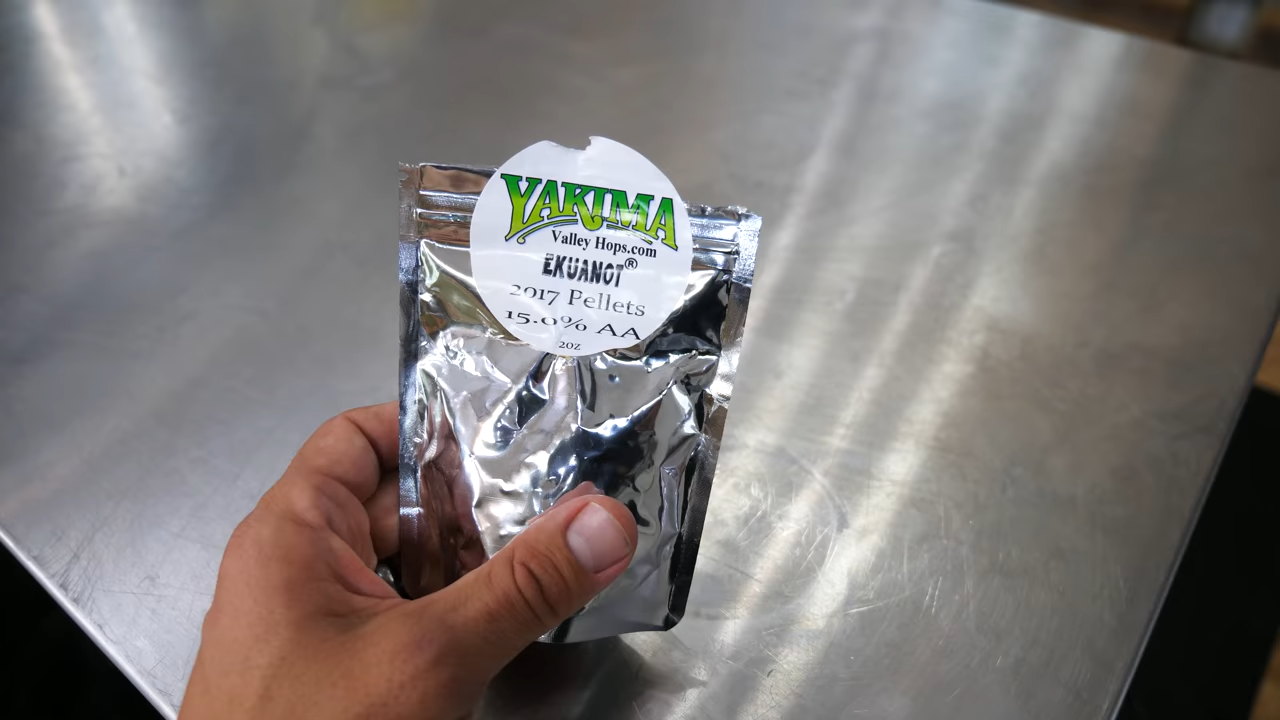 YAKIMA
Valley Hops.com
EKUANOT®
2017 Pellets
15.0% AA
2oz